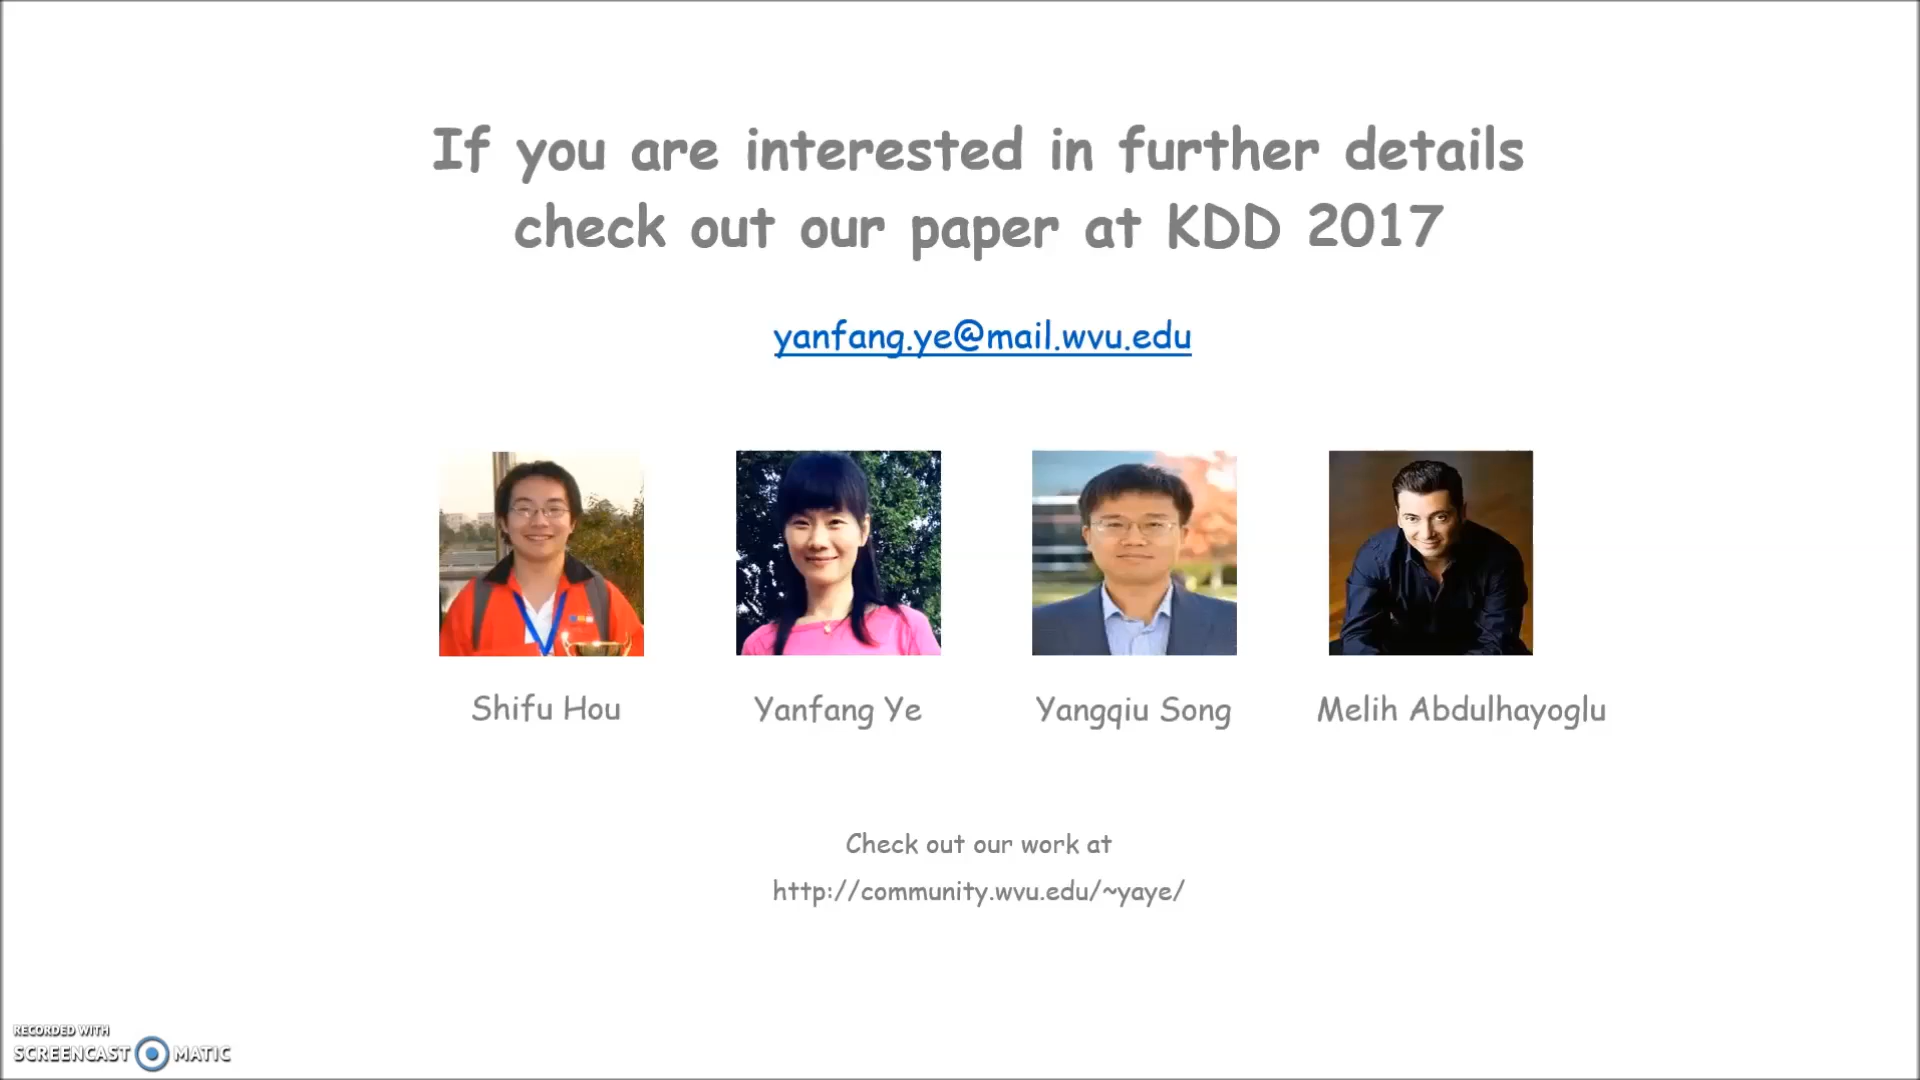 If you are interested in further details
check out our paper at KDD 2017
yanfang.ye@mail.wvu.edu
Shifu Hou
Yanfang Ye
Yangqiu Song
Melih Abdulhayoglu
Check out our work at
http://community.wvu.edu/~yaye/
RECORDED WITH
SCREENCAST MATIC